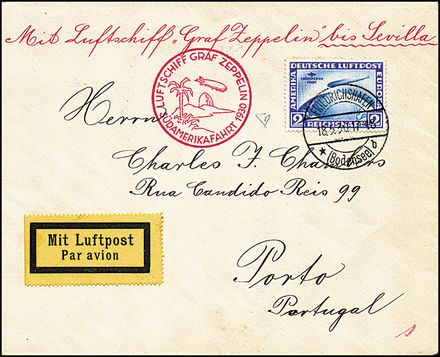 Mit Luftschiff "Graf Zeppelin" bis Sevilla
LUFTSCHIFF GRAF ZEPPELIN
SÜDAMERIKAFAHRT 1930
DEUTSCHE LUFTPOST
AMERIKA
EUROPA
2 REICHSMARK 2
FRIEDRICHSHAFEN
(Bodensee) b
Herrn
Charles F. Chambers
Rua Candido Reis 99
Porto
Portugal
Mit Luftpost
Par avion